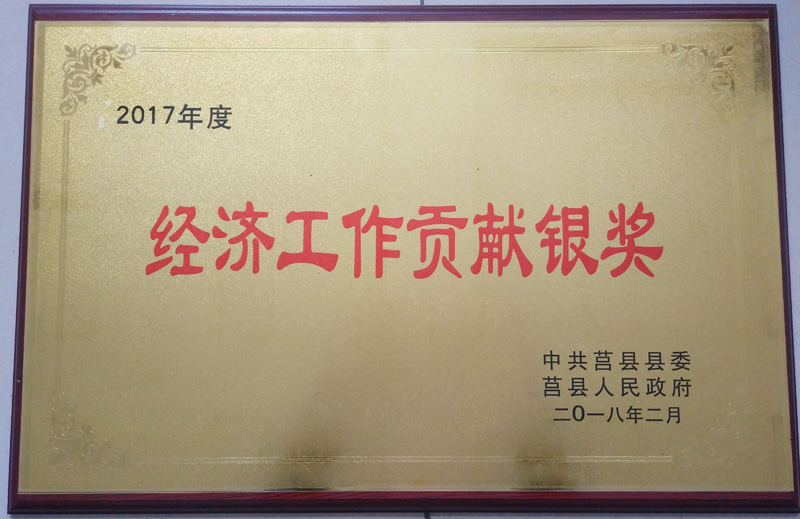 2017年度
经济工作贡献银奖
中共莒县县委
莒县人民政府
二0一八年二月